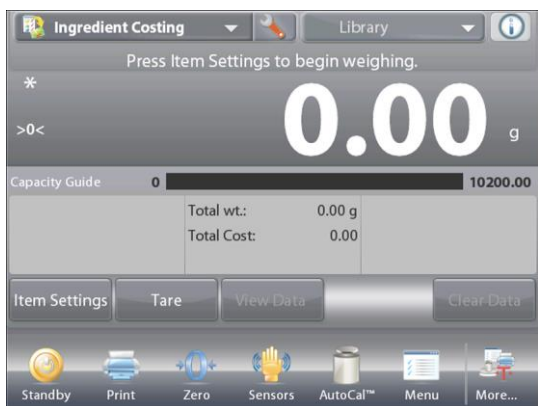 Ingredient Costing Library
Press Item Settings to begin weighing.
*
>0<
0.00 g
Capacity Guide 0 10200.00
Total wt.: 0.00 g
Total Cost: 0.00
Item Settings Tare View Data Clear Data
Standby Print Zero Sensors AutoCal™ Menu More...